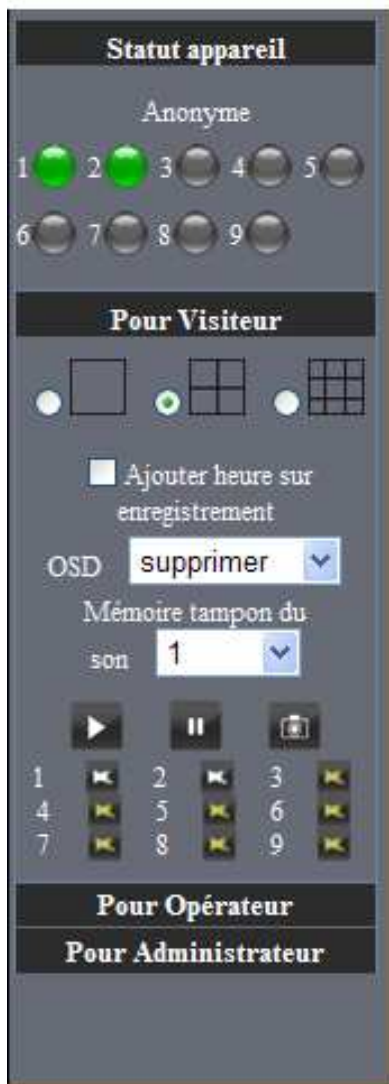 Statut appareil
Anonyme
1 2 3 4 5
6 7 8 9
Pour Visiteur
Ajouter heure sur
enregistrement
OSD supprimer
Mémoire tampon du
son 1
1 2 3
4 5 6
7 8 9
Pour Opérateur
Pour Administrateur